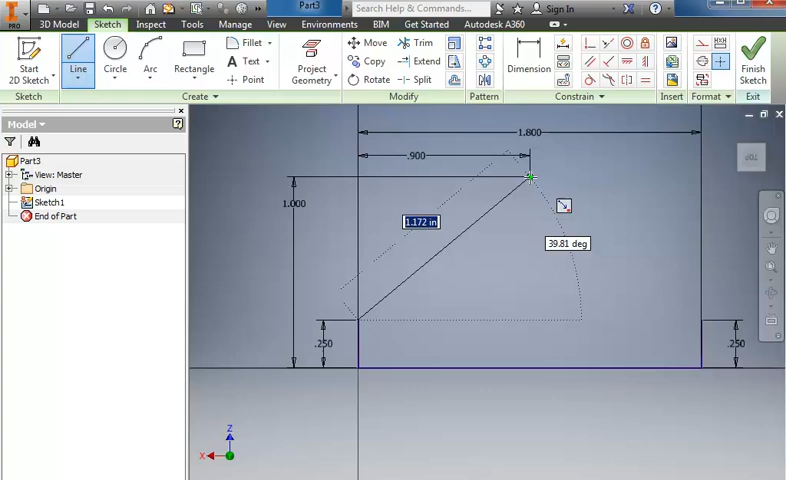 PRO
Part3
Search Help & Commands...
Sign In
3D Model
Sketch
Inspect
Tools
Manage
View
Environments
BIM
Get Started
Autodesk A360
Start
2D Sketch
Line
Circle
Arc
Rectangle
Fillet
Text
Point
Project
Geometry
Move
Copy
Rotate
Trim
Extend
Split
Dimension
Finish
Sketch
Sketch
Create
Modify
Pattern
Constrain
Insert
Format
Exit
Model
Part3
View: Master
Origin
Sketch1
End of Part
1.800
.900
1.000
1.172 in
39.81 deg
.250
.250
TOP
Z
X